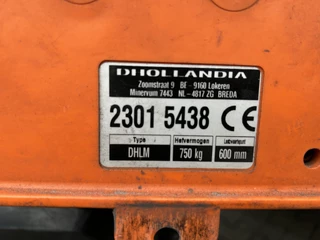 DHOLLANDIA
Zoomstraat 9 BE - 9160 Lokeren
Minervum 7443 NL - 4817 ZG BREDA
2301 5438 CE
Type Hefvermogen Lastzwaartepunt
DHLM 750 kg 600 mm